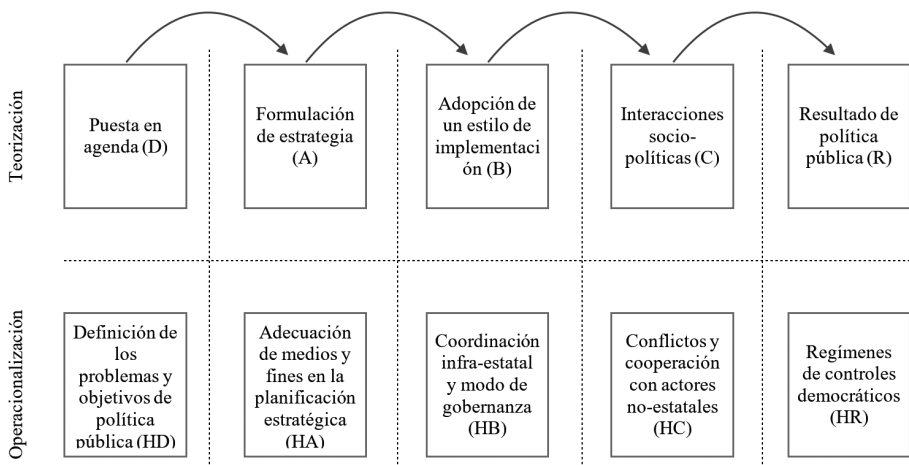 Teorización
Puesta en
agenda (D)
Formulación
de estrategia
(A)
Adopción de
un estilo de
implementaci
ón (B)
Interacciones
socio-
políticas (C)
Resultado de
política
pública (R)
Operacionalización
Definición de
los
problemas y
objetivos de
política
pública (HD)
Adecuación
de medios y
fines en la
planificación
estratégica
(HA)
Coordinación
infra-estatal
y modo de
gobernanza (HB)
Conflictos y
cooperación
con actores
no-estatales (HC)
Regímenes
de controles
democráticos (HR)